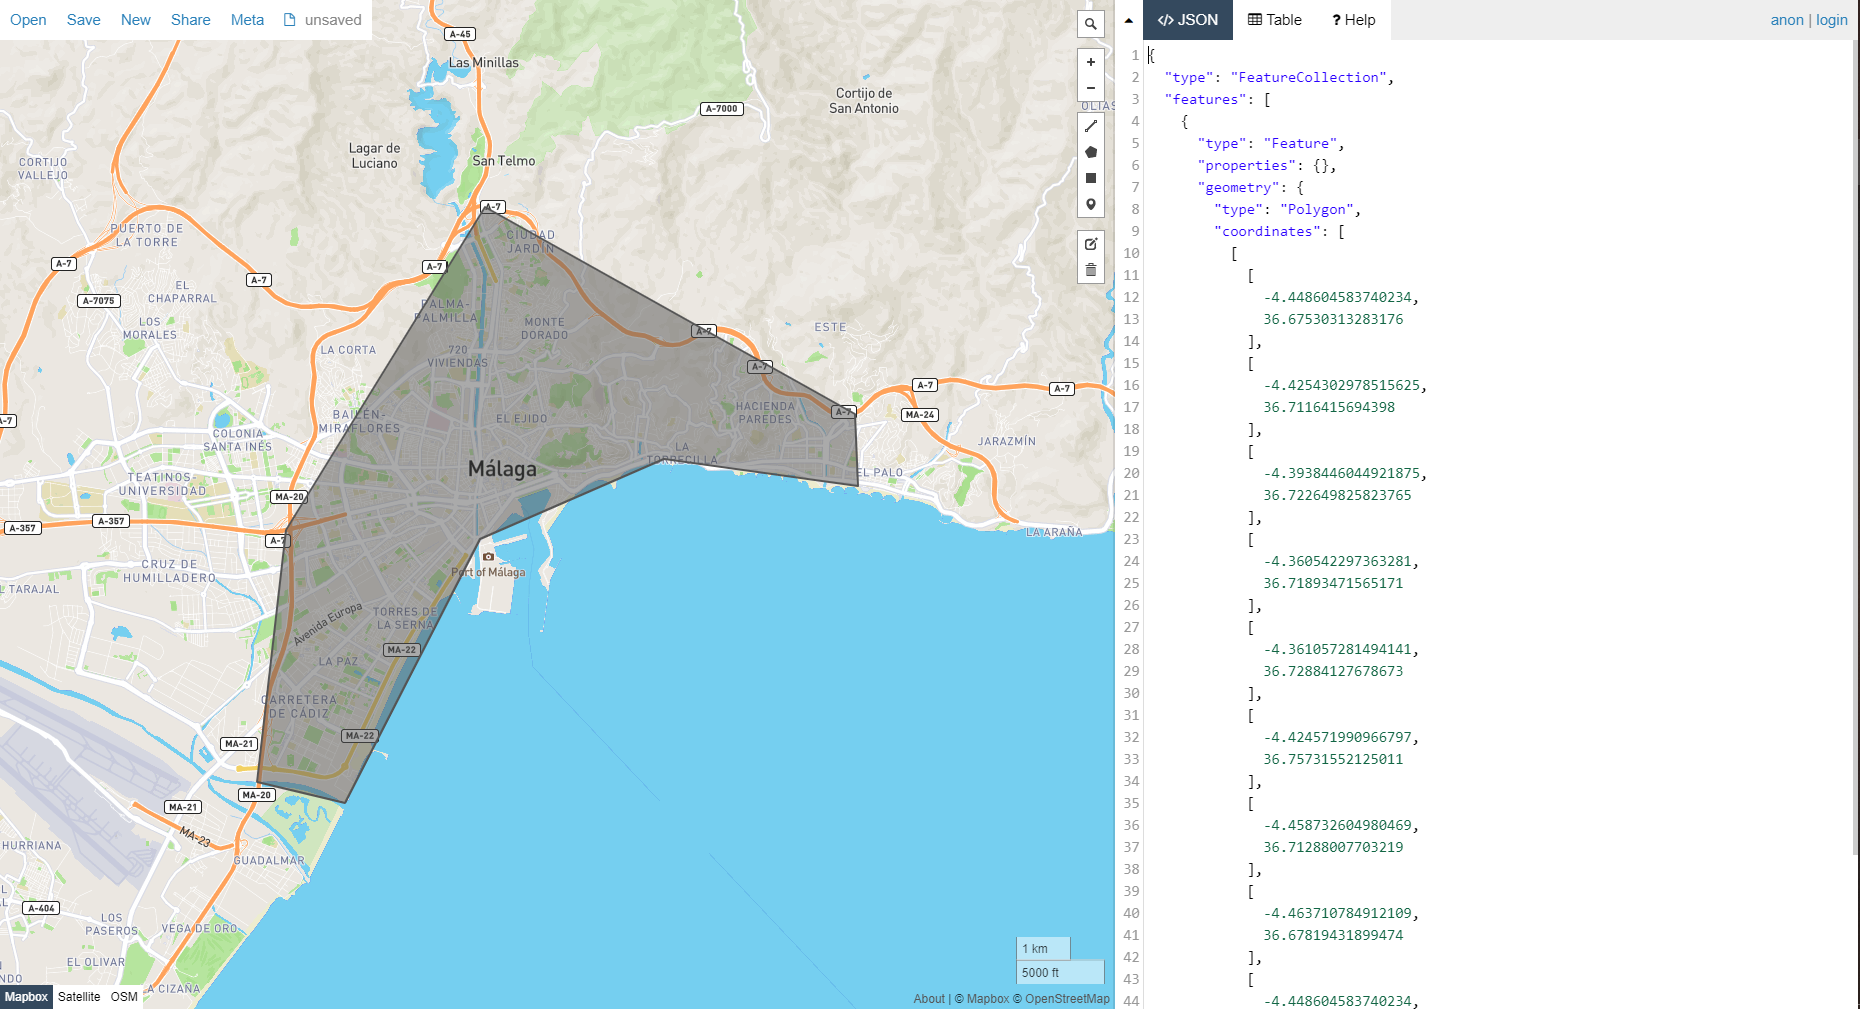 Open Save New Share Meta unsaved
A-45
Las Minillas
A-7000
Cortijo de
San Antonio
OLÍAS
Lagar de
Luciano
San Telmo
CORTIJO
VALLEJO
A-7
PUERTO DE
LA TORRE
CIUDAD
JARDÍN
A-7
A-7
A-7
EL
CHAPARRAL
A-7075
LOS
MORALES
PALMA-
PALMILLA
MONTE
DORADO
A-7
ESTE
LA CORTA
720
VIVIENDAS
A-7
A-7
A-7
A-7
A-7
BAILÉN-
MIRAFLORES
EL EJIDO
HACIENDA
PAREDES
MA-24
COLONIA
SANTA INÉS
JARAZMÍN
LA
TORRECILLA
Málaga
EL PALO
TEATINOS-
UNIVERSIDAD
MA-20
A-357
A-357
A-7
LA ARAÑA
CRUZ DE
HUMILLADERO
Port of Málaga
L TARAJAL
Avenida Europa
TORRES DE
LA SERNA
MA-22
LA PAZ
CARRETERA
DE CÁDIZ
MA-22
MA-21
MA-20
MA-21
MA-23
HURRIANA
GUADALMAR
A-404
LOS
PASEROS
VEGA DE ORO
EL OLIVAR
NDO
A CIZAÑA
1 km
5000 ft
Mapbox Satellite OSM
About | © Mapbox © OpenStreetMap
</> JSON Table ? Help
anon | login
1 {
2 "type": "FeatureCollection",
3 "features": [
4 {
5 "type": "Feature",
6 "properties": {},
7 "geometry": {
8 "type": "Polygon",
9 "coordinates": [
10 [
11 [
12 -4.448604583740234,
13 36.67530313283176
14 ],
15 [
16 -4.4254302978515625,
17 36.7116415694398
18 ],
19 [
20 -4.3938446044921875,
21 36.722649825823765
22 ],
23 [
24 -4.360542297363281,
25 36.71893471565171
26 ],
27 [
28 -4.361057281494141,
29 36.72884127678673
30 ],
31 [
32 -4.424571990966797,
33 36.75731552125011
34 ],
35 [
36 -4.458732604980469,
37 36.71288007703219
38 ],
39 [
40 -4.463710784912109,
41 36.67819431899474
42 ],
43 [
44 -4.448604583740234,